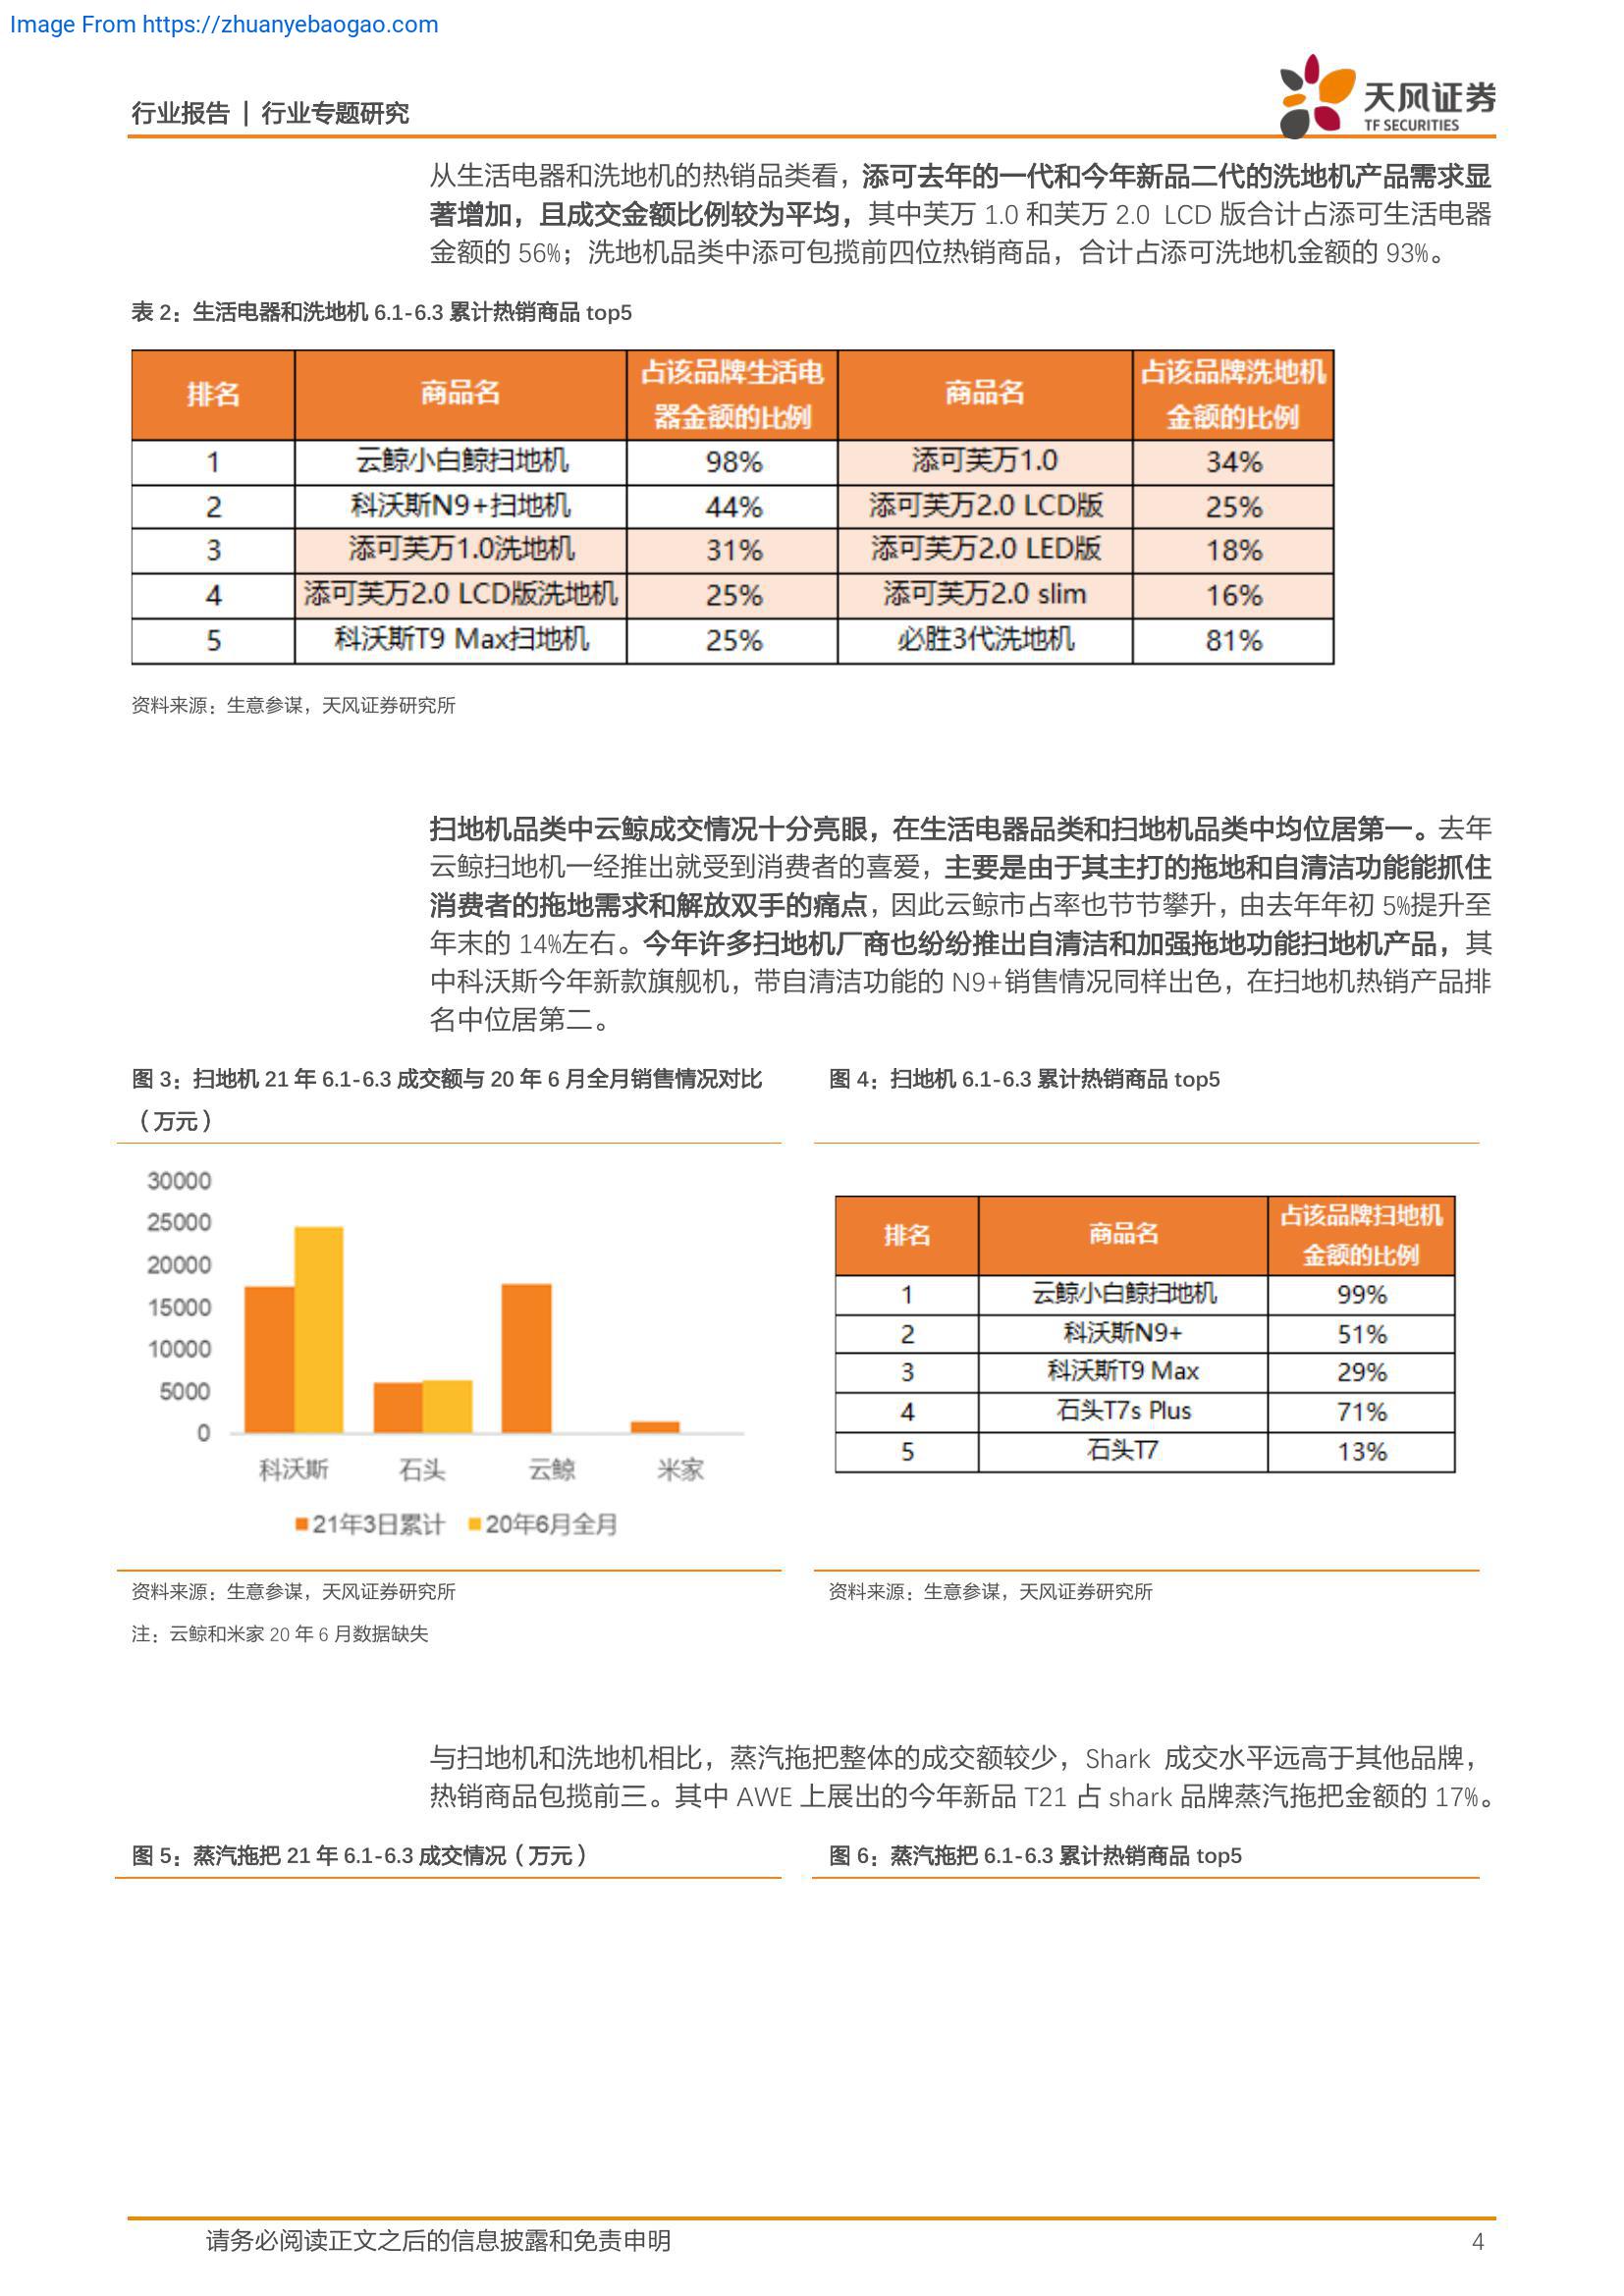 Image From https://zhuanyebaogao.com
行业报告 | 行业专题研究
天风证券
TF SECURITIES
从生活电器和洗地机的热销品类看，添可去年的一代和今年新品二代的洗地机产品需求显
著增加，且成交金额比例较为平均，其中芙万 1.0 和芙万 2.0 LCD 版合计占添可生活电器
金额的 56%；洗地机品类中添可包揽前四位热销商品，合计占添可洗地机金额的 93%。
表 2：生活电器和洗地机 6.1-6.3 累计热销商品 top5
排名 商品名 占该品牌生活电器金额的比例 商品名 占该品牌洗地机金额的比例
1 云鲸小白鲸扫地机 98% 添可芙万1.0 34%
2 科沃斯N9+扫地机 44% 添可芙万2.0 LCD版 25%
3 添可芙万1.0洗地机 31% 添可芙万2.0 LED版 18%
4 添可芙万2.0 LCD版洗地机 25% 添可芙万2.0 slim 16%
5 科沃斯T9 Max扫地机 25% 必胜3代洗地机 81%
资料来源：生意参谋，天风证券研究所
扫地机品类中云鲸成交情况十分亮眼，在生活电器品类和扫地机品类中均位居第一。去年
云鲸扫地机一经推出就受到消费者的喜爱，主要是由于其主打的拖地和自清洁功能能抓住
消费者的拖地需求和解放双手的痛点，因此云鲸市占率也节节攀升，由去年年初 5%提升至
年末的 14%左右。今年许多扫地机厂商也纷纷推出自清洁和加强拖地功能扫地机产品，其
中科沃斯今年新款旗舰机，带自清洁功能的 N9+销售情况同样出色，在扫地机热销产品排
名中位居第二。
图 3：扫地机 21 年 6.1-6.3 成交额与 20 年 6 月全月销售情况对比
（万元）
30000
25000
20000
15000
10000
5000
0
科沃斯 石头 云鲸 米家
21年3日累计 20年6月全月
资料来源：生意参谋，天风证券研究所
注：云鲸和米家 20 年 6 月数据缺失
图 4：扫地机 6.1-6.3 累计热销商品 top5
排名 商品名 占该品牌扫地机金额的比例
1 云鲸小白鲸扫地机 99%
2 科沃斯N9+ 51%
3 科沃斯T9 Max 29%
4 石头T7s Plus 71%
5 石头T7 13%
资料来源：生意参谋，天风证券研究所
与扫地机和洗地机相比，蒸汽拖把整体的成交额较少，Shark 成交水平远高于其他品牌，
热销商品包揽前三。其中 AWE 上展出的今年新品 T21 占 shark 品牌蒸汽拖把金额的 17%。
图 5：蒸汽拖把 21 年 6.1-6.3 成交情况（万元）
图 6：蒸汽拖把 6.1-6.3 累计热销商品 top5
请务必阅读正文之后的信息披露和免责申明
4